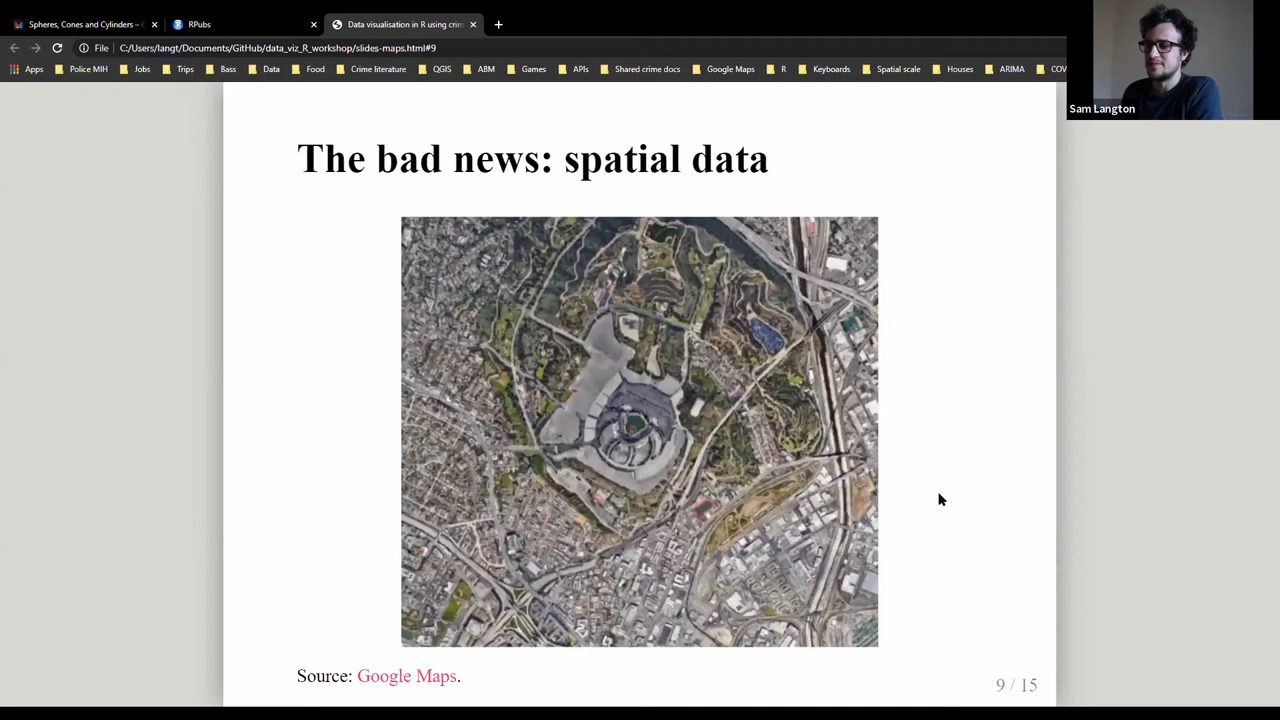 Spheres, Cones and Cylinders –
RPubs
Data visualisation in R using crim
File
C:/Users/langt/Documents/GitHub/data_viz_R_workshop/slides-maps.html#9
Apps
Police MIH
Jobs
Trips
Bass
Data
Food
Crime literature
QGIS
ABM
Games
APIs
Shared crime docs
Google Maps
R
Keyboards
Spatial scale
Houses
ARIMA
COV
Sam Langton
The bad news: spatial data
Source: Google Maps.
9 / 15